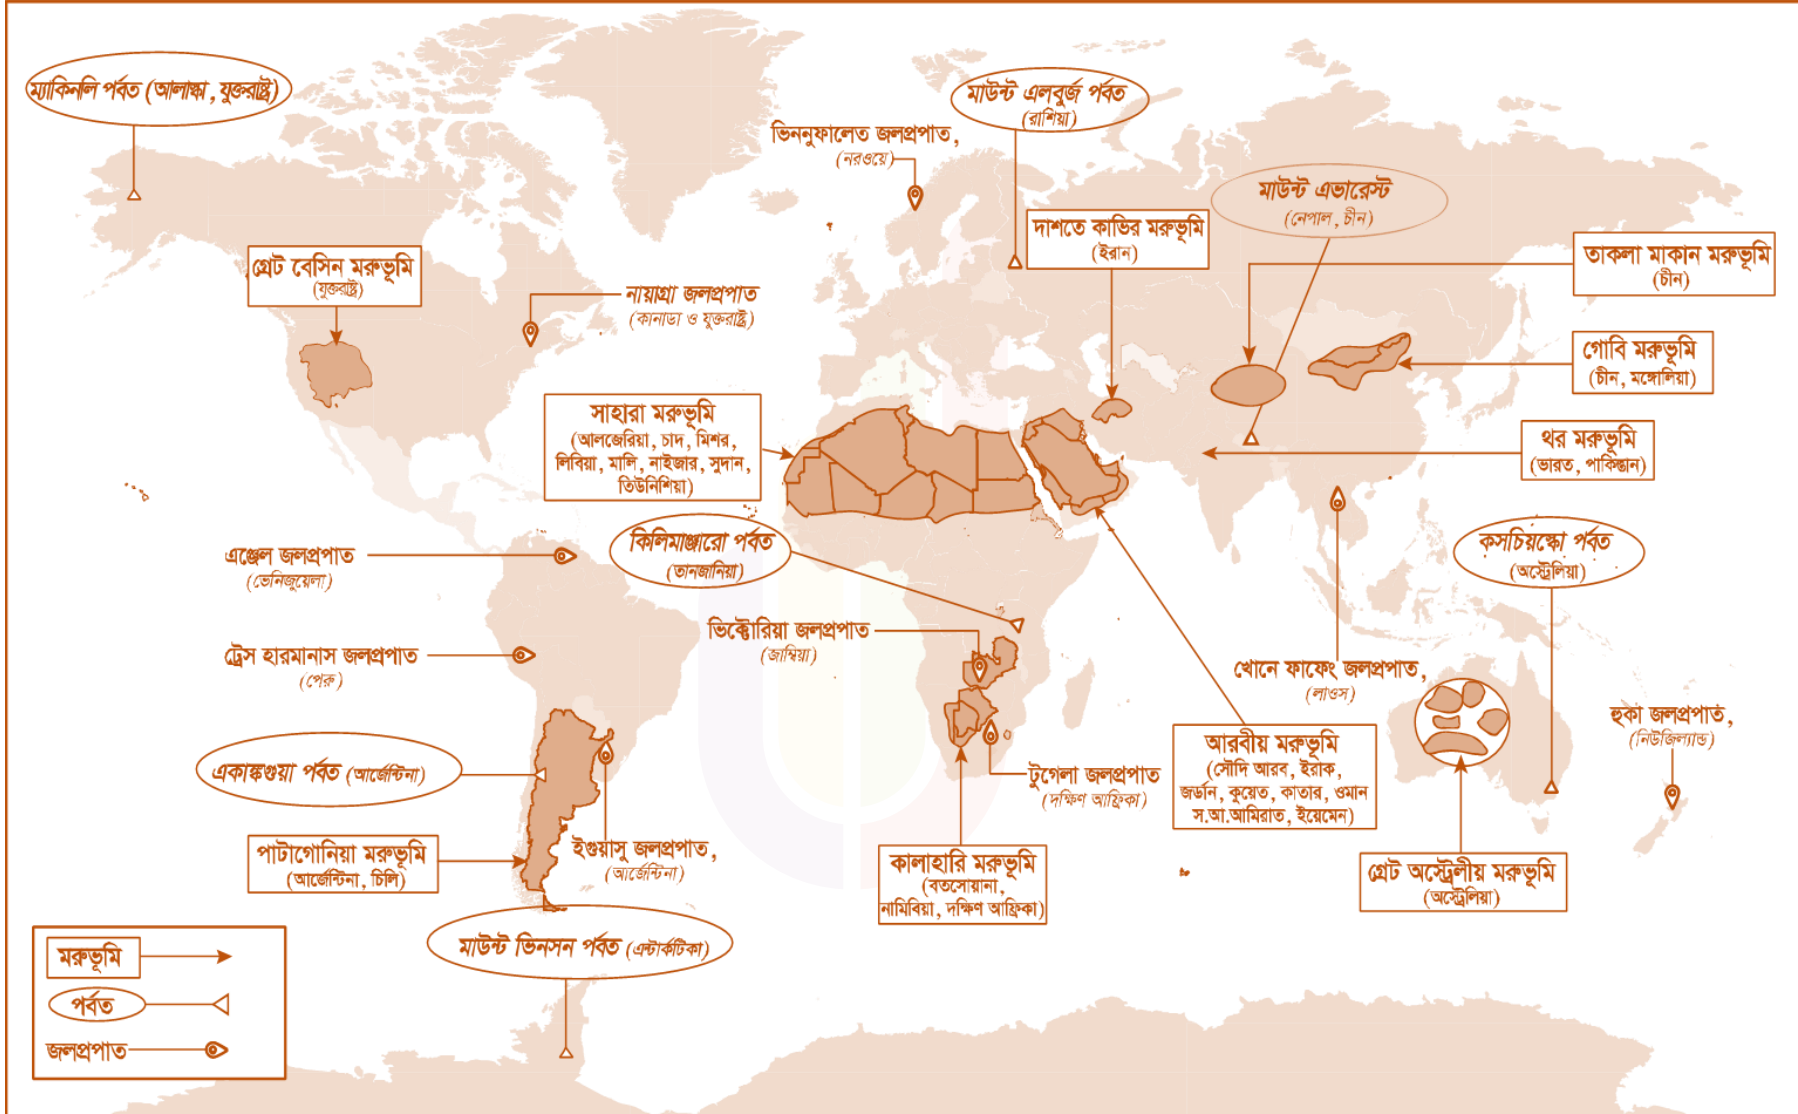 ম্যাকিনলি পর্বত (আলাস্কা, যুক্তরাষ্ট্র)
মাউন্ট এলবুর্জ পর্বত
(রাশিয়া)
ভিননুফালেত জলপ্রপাত,
(নরওয়ে)
মাউন্ট এভারেস্ট
(নেপাল, চীন)
দাশতে কাভির মরুভূমি
(ইরান)
তাকলা মাকান মরুভূমি
(চীন)
গ্রেট বেসিন মরুভূমি
(যুক্তরাষ্ট্র)
নায়াগ্রা জলপ্রপাত
(কানাডা ও যুক্তরাষ্ট্র)
গোবি মরুভূমি
(চীন, মঙ্গোলিয়া)
সাহারা মরুভূমি
(আলজেরিয়া, চাদ, মিশর,
লিবিয়া, মালি, নাইজার, সুদান,
তিউনিশিয়া)
থর মরুভূমি
(ভারত, পাকিস্তান)
কিলিমাঞ্জারো পর্বত
(তানজানিয়া)
কসচিয়স্কো পর্বত
(অস্ট্রেলিয়া)
এঞ্জেল জলপ্রপাত
(ভেনিজুয়েলা)
ভিক্টোরিয়া জলপ্রপাত
(জাম্বিয়া)
ট্রেস হারমানাস জলপ্রপাত
(পেরু)
খোনে ফাফেং জলপ্রপাত,
(লাওস)
হুকা জলপ্রপাত,
(নিউজিল্যান্ড)
একাঙ্কগুয়া পর্বত (আর্জেন্টিনা)
টুগেলা জলপ্রপাত
(দক্ষিণ আফ্রিকা)
আরবীয় মরুভূমি
(সৌদি আরব, ইরাক,
জর্ডান, কুয়েত, কাতার, ওমান
স.আ.আমিরাত, ইয়েমেন)
পাটাগোনিয়া মরুভূমি
(আর্জেন্টিনা, চিলি)
ইগুয়াসু জলপ্রপাত,
(আর্জেন্টিনা)
কালাহারি মরুভূমি
(বতসোয়ানা,
নামিবিয়া, দক্ষিণ আফ্রিকা)
গ্রেট অস্ট্রেলীয় মরুভূমি
(অস্ট্রেলিয়া)
মাউন্ট ভিনসন পর্বত (এন্টার্কটিকা)
মরুভূমি
পর্বত
জলপ্রপাত